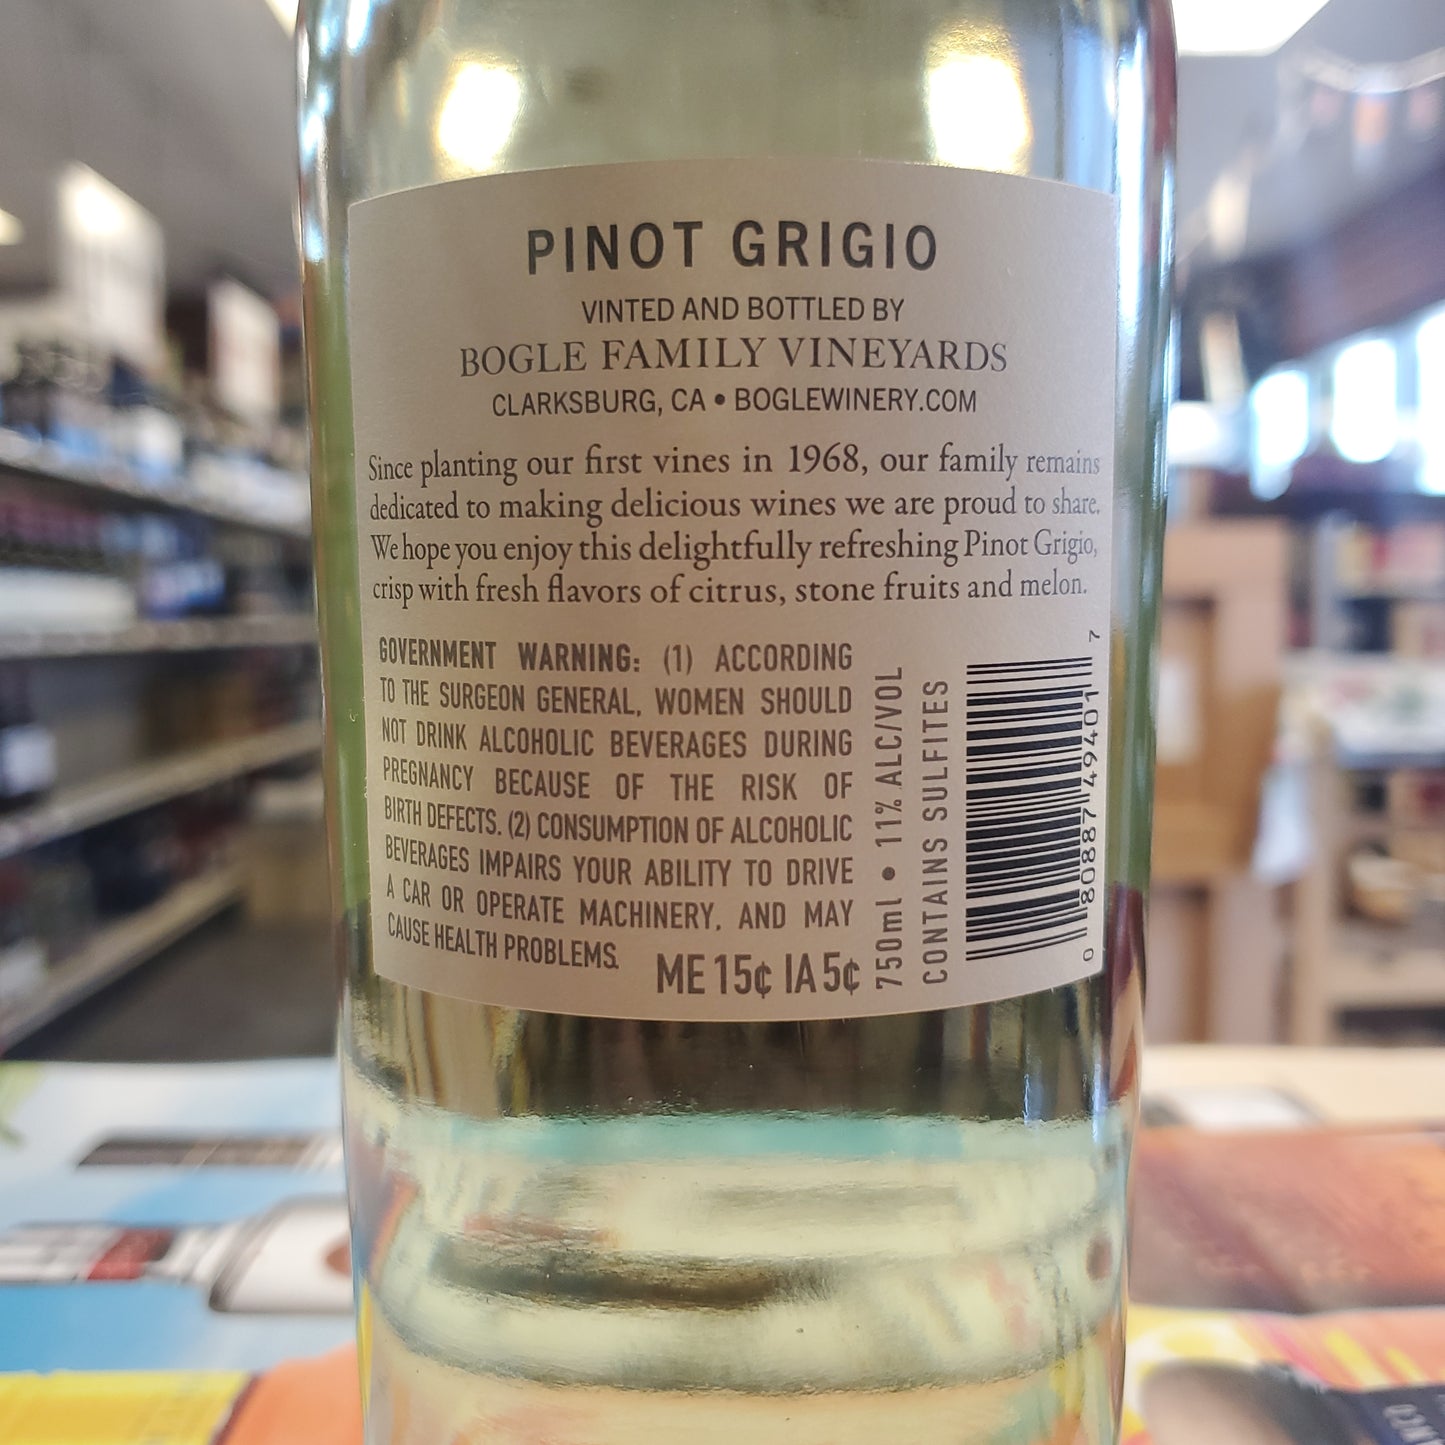 PINOT GRIGIO
VINTED AND BOTTLED BY
BOGLE FAMILY VINEYARDS
CLARKSBURG, CA • BOGLEWINERY.COM
Since planting our first vines in 1968, our family remains
dedicated to making delicious wines we are proud to share.
We hope you enjoy this delightfully refreshing Pinot Grigio,
crisp with fresh flavors of citrus, stone fruits and melon.
GOVERNMENT WARNING: (1) ACCORDING
TO THE SURGEON GENERAL, WOMEN SHOULD
NOT DRINK ALCOHOLIC BEVERAGES DURING
PREGNANCY BECAUSE OF THE RISK OF
BIRTH DEFECTS. (2) CONSUMPTION OF ALCOHOLIC
BEVERAGES IMPAIRS YOUR ABILITY TO DRIVE
A CAR OR OPERATE MACHINERY, AND MAY
CAUSE HEALTH PROBLEMS.
ME 15¢ IA 5¢
750ml • 11% ALC/VOL
CONTAINS SULFITES
0 80887 49401 7